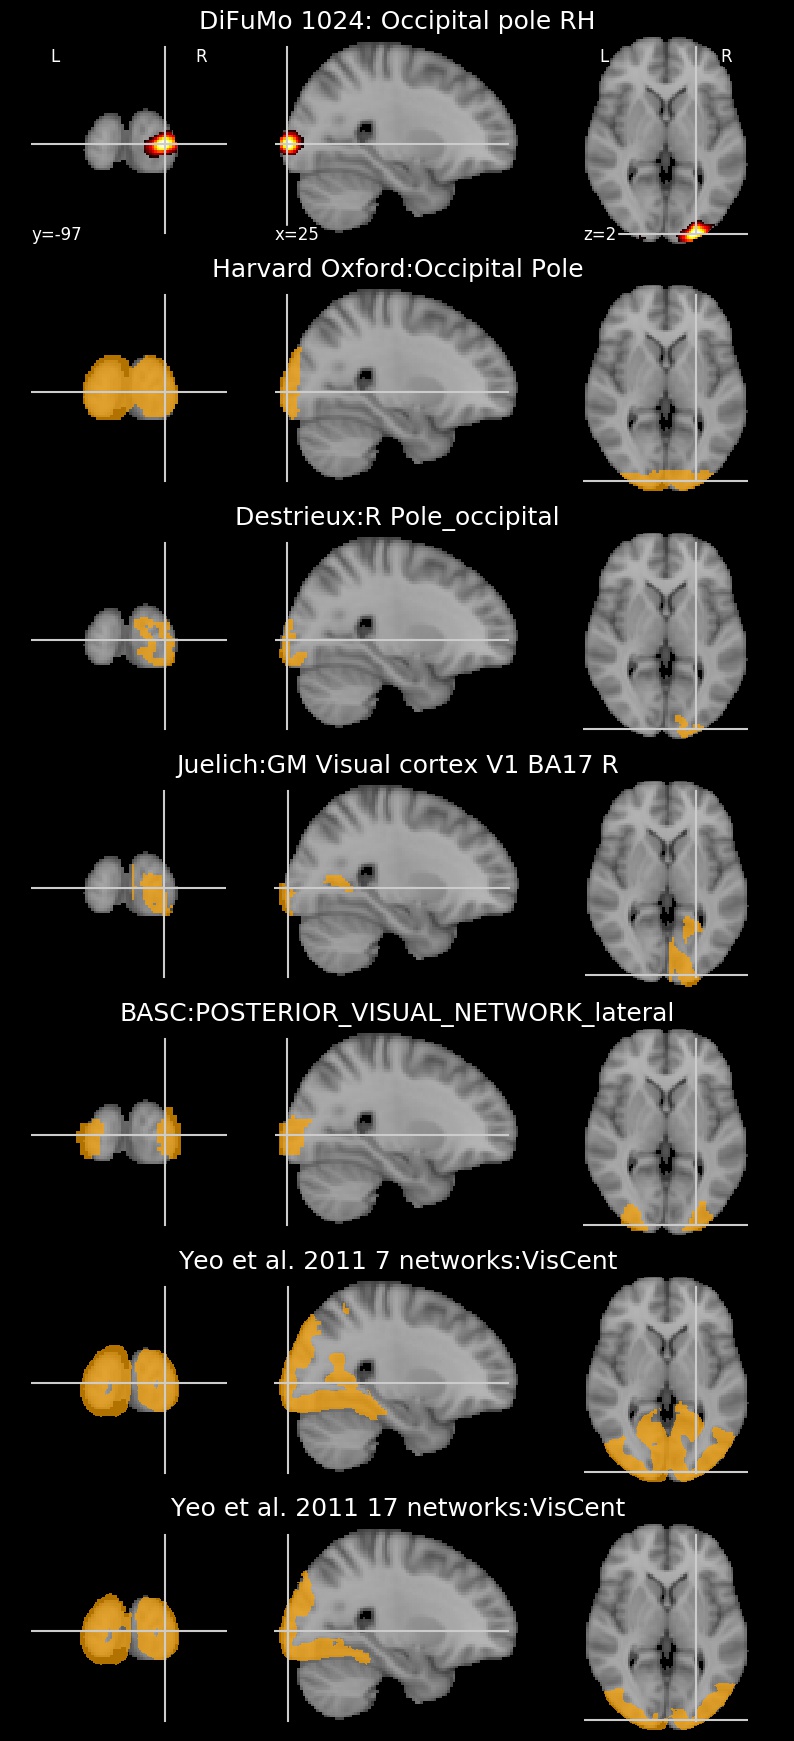 DiFuMo 1024: Occipital pole RH
L R L R
y=-97 x=25 z=2
Harvard Oxford:Occipital Pole
Destrieux:R Pole_occipital
Juelich:GM Visual cortex V1 BA17 R
BASC:POSTERIOR_VISUAL_NETWORK_lateral
Yeo et al. 2011 7 networks:VisCent
Yeo et al. 2011 17 networks:VisCent